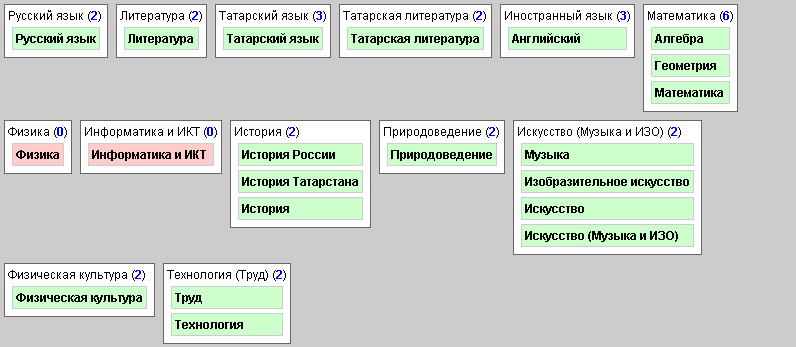 Русский язык (2)
Русский язык
Литература (2)
Литература
Татарский язык (3)
Татарский язык
Татарская литература (2)
Татарская литература
Иностранный язык (3)
Английский
Математика (6)
Алгебра
Геометрия
Математика
Физика (0)
Физика
Информатика и ИКТ (0)
Информатика и ИКТ
История (2)
История России
История Татарстана
История
Природоведение (2)
Природоведение
Искусство (Музыка и ИЗО) (2)
Музыка
Изобразительное искусство
Искусство
Искусство (Музыка и ИЗО)
Физическая культура (2)
Физическая культура
Технология (Труд) (2)
Труд
Технология